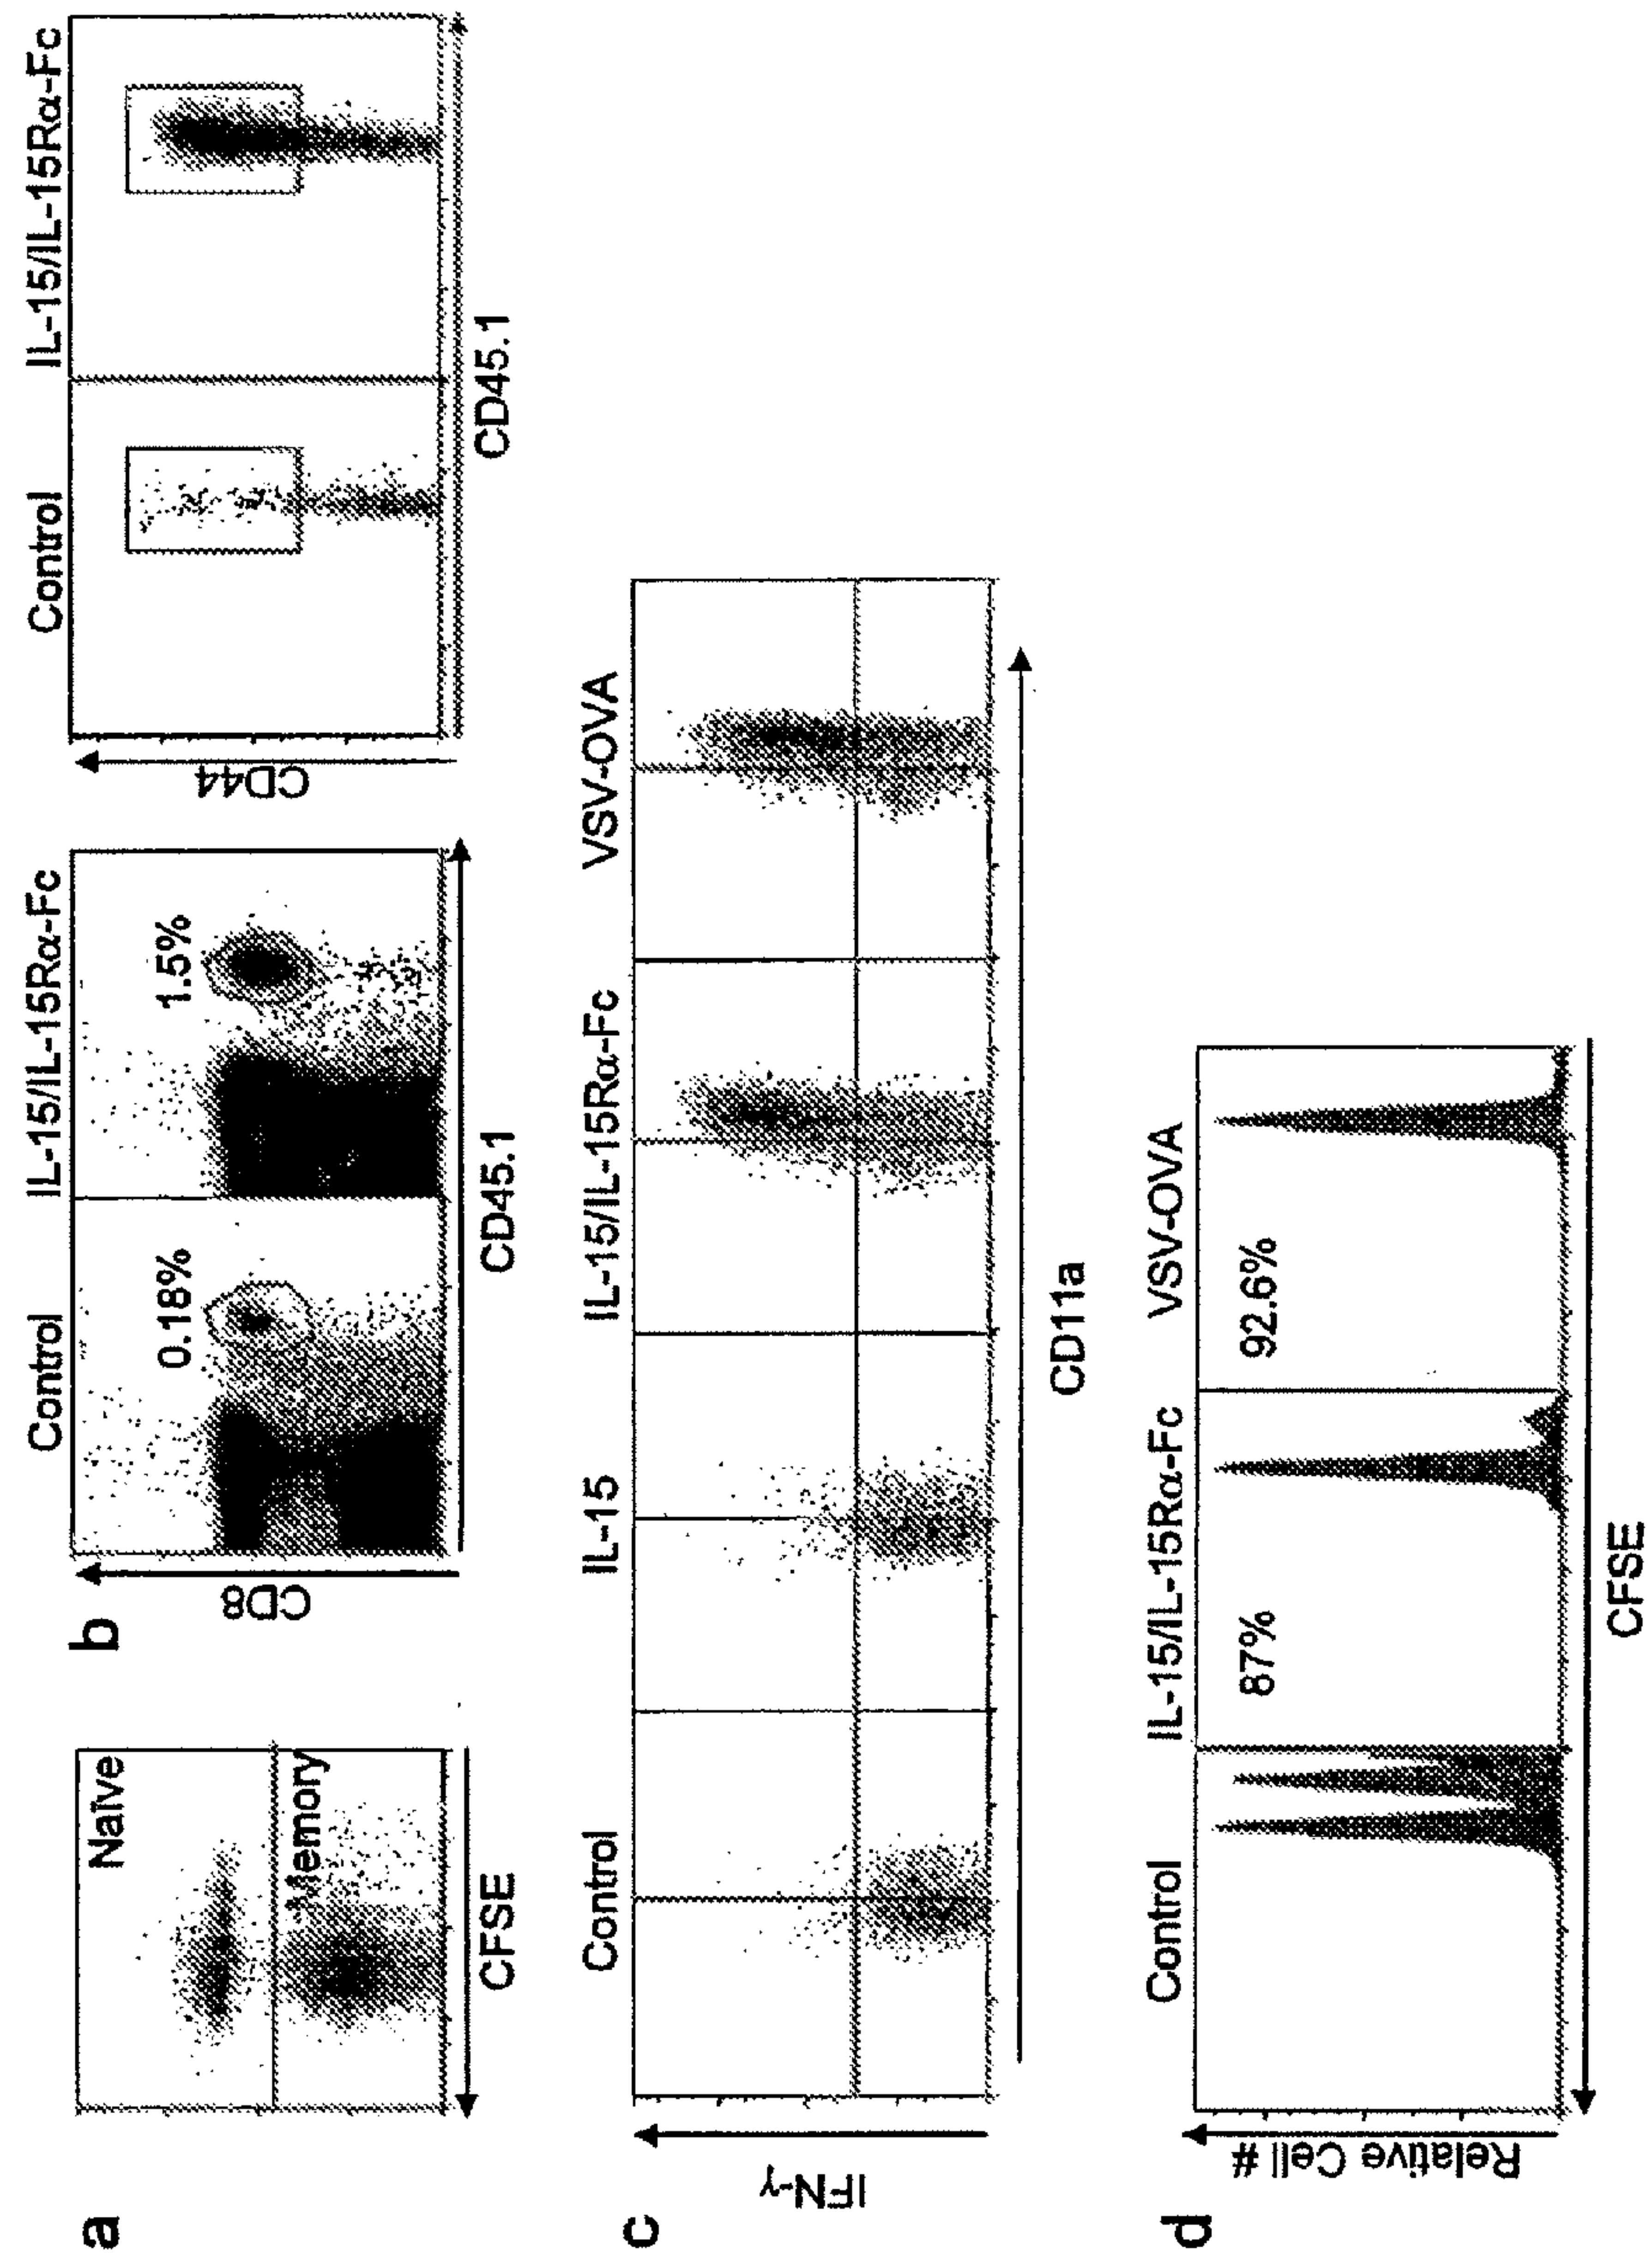 a
Naïve
Memory
CFSE
b
Control
IL-15/IL-15Rα-Fc
0.18%
1.5%
CD8
CD45.1
Control
IL-15/IL-15Rα-Fc
CD44
CD45.1
c
Control
IL-15
IL-15/IL-15Rα-Fc
VSV-OVA
IFN-γ
CD11a
d
Control
IL-15/IL-15Rα-Fc
VSV-OVA
87%
92.6%
Relative Cell #
CFSE